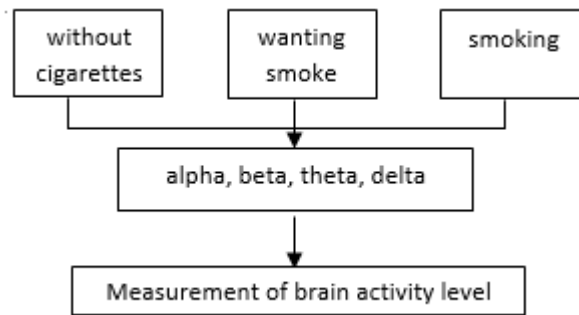 without
cigarettes
wanting
smoke
smoking
alpha, beta, theta, delta
Measurement of brain activity level